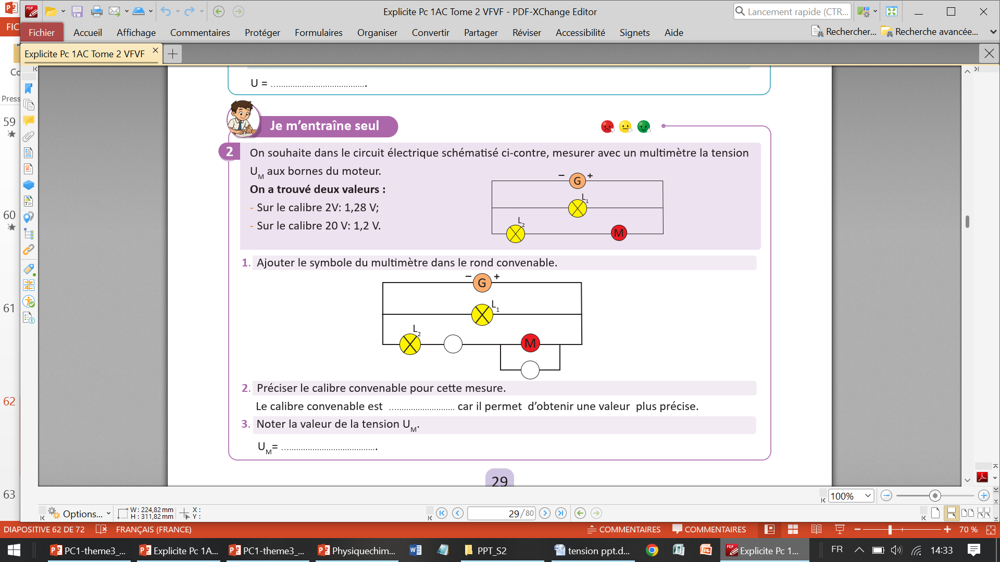 Explicite Pc 1AC Tome 2 VFVF - PDF-XChange Editor
Lancement rapide (CTR...
FIC
Fichier Accueil Affichage Commentaires Protéger Formulaires Organiser Convertir Partager Réviser Accessibilité Signets Aide
Rechercher... Recherche avancée...
Explicite Pc 1AC Tome 2 VFVF
Co
Press
59
60
61
62
63
U = ........................................
Je m’entraîne seul
2 On souhaite dans le circuit électrique schématisé ci-contre, mesurer avec un multimètre la tension
UM aux bornes du moteur.
On a trouvé deux valeurs :
- Sur le calibre 2V: 1,28 V;
- Sur le calibre 20 V: 1,2 V.
− G +
L1
L2
M
1. Ajouter le symbole du multimètre dans le rond convenable.
− G +
L1
L2
M
2. Préciser le calibre convenable pour cette mesure.
Le calibre convenable est ............................ car il permet d’obtenir une valeur plus précise.
3. Noter la valeur de la tension UM.
UM= ........................................
29
100%
Options...
W : 224,82 mm
H : 311,82 mm
X :
Y :
29 / 80
DIAPOSITIVE 62 DE 72 FRANÇAIS (FRANCE) COMMENTAIRES COMMENTAIRES 70 %
PC1-theme3_... Explicite Pc 1A... PC1-theme3_... Physiquechim... PPT_S2 tension ppt.d... Explicite Pc 1... FR 14:33